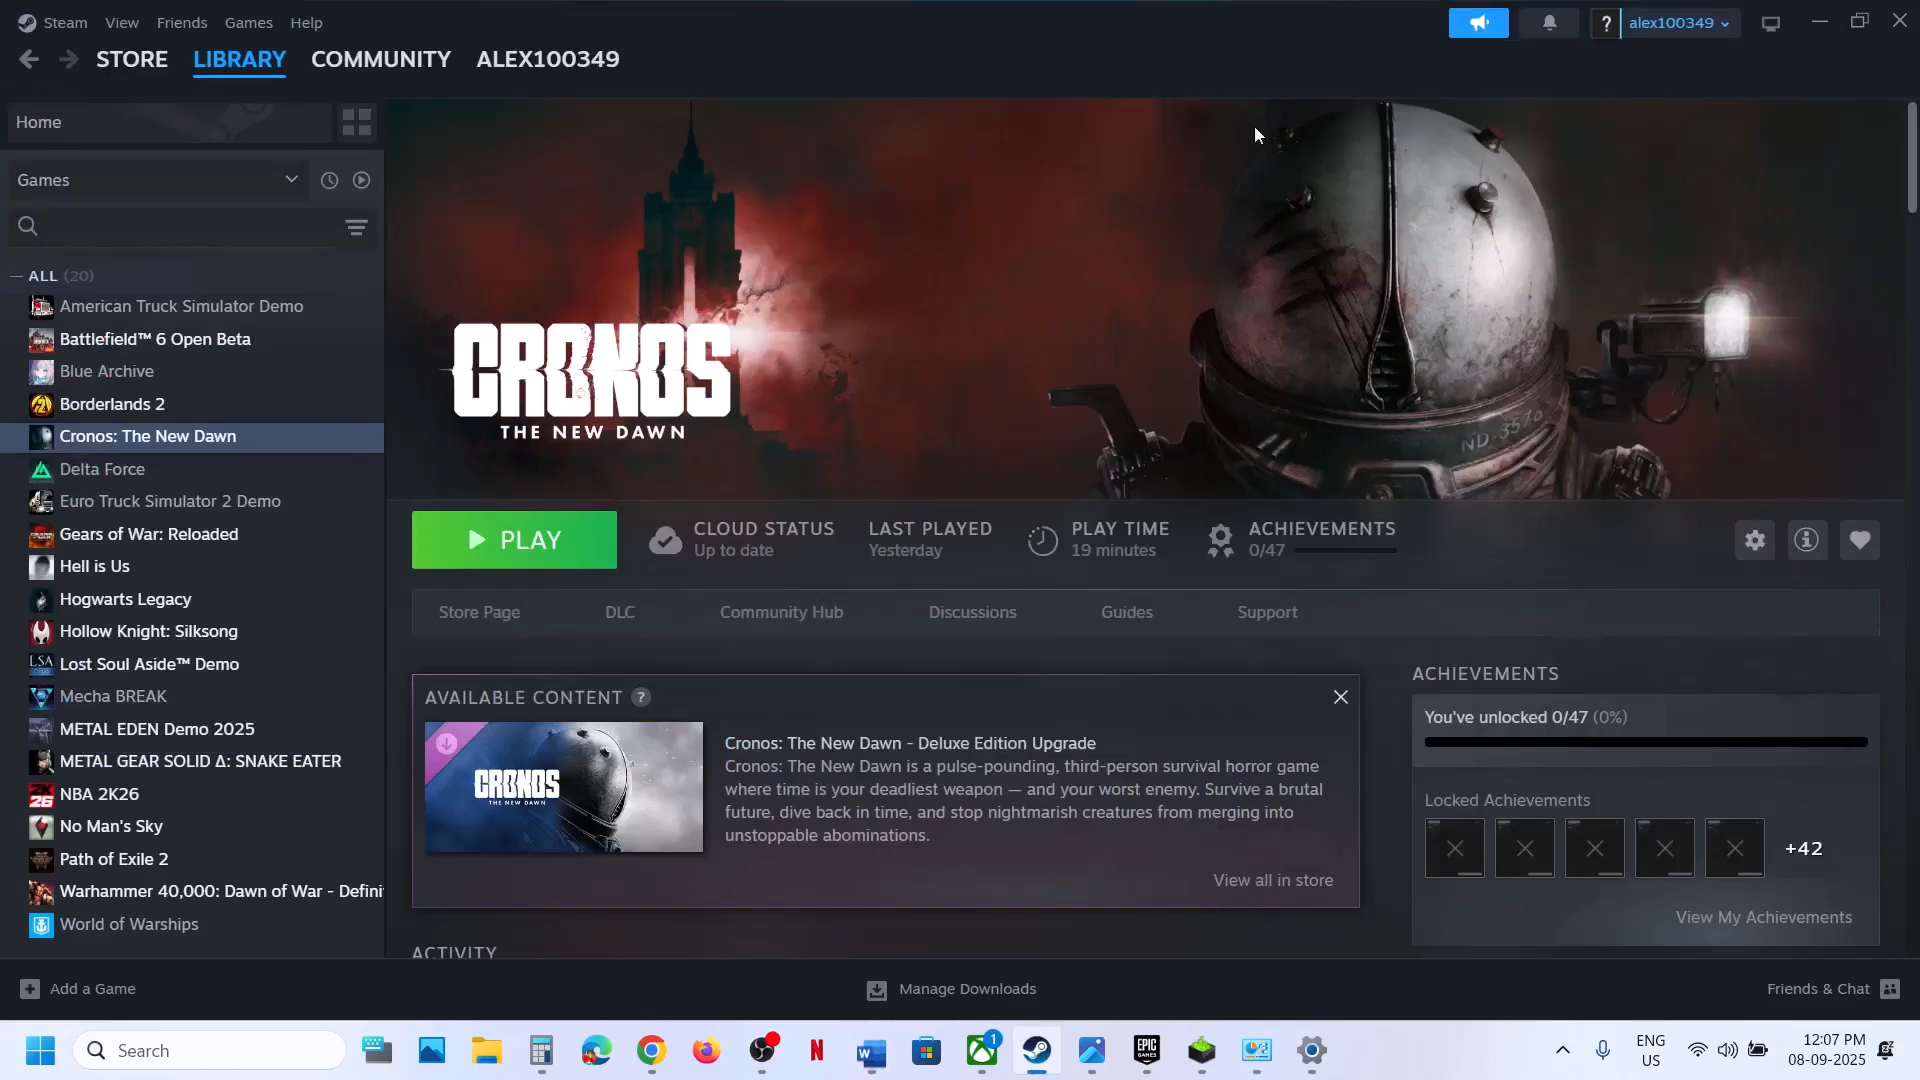 Steam View Friends Games Help
? alex100349
STORE LIBRARY COMMUNITY ALEX100349
Home
Games
— ALL (20)
American Truck Simulator Demo
Battlefield™ 6 Open Beta
Blue Archive
Borderlands 2
Cronos: The New Dawn
Delta Force
Euro Truck Simulator 2 Demo
Gears of War: Reloaded
Hell is Us
Hogwarts Legacy
Hollow Knight: Silksong
Lost Soul Aside™ Demo
Mecha BREAK
METAL EDEN Demo 2025
METAL GEAR SOLID Δ: SNAKE EATER
NBA 2K26
No Man's Sky
Path of Exile 2
Warhammer 40,000: Dawn of War - Defini
World of Warships
CRONOS
THE NEW DAWN
ND-3576
PLAY
CLOUD STATUS
Up to date
LAST PLAYED
Yesterday
PLAY TIME
19 minutes
ACHIEVEMENTS
0/47
Store Page DLC Community Hub Discussions Guides Support
AVAILABLE CONTENT ?
CRONOS
THE NEW DAWN
Cronos: The New Dawn - Deluxe Edition Upgrade
Cronos: The New Dawn is a pulse-pounding, third-person survival horror game
where time is your deadliest weapon — and your worst enemy. Survive a brutal
future, dive back in time, and stop nightmarish creatures from merging into
unstoppable abominations.
View all in store
ACHIEVEMENTS
You've unlocked 0/47 (0%)
Locked Achievements
+42
View My Achievements
ACTIVITY
Add a Game
Manage Downloads
Friends & Chat
Search
1
EPIC
GAMES
ENG
US
12:07 PM
08-09-2025